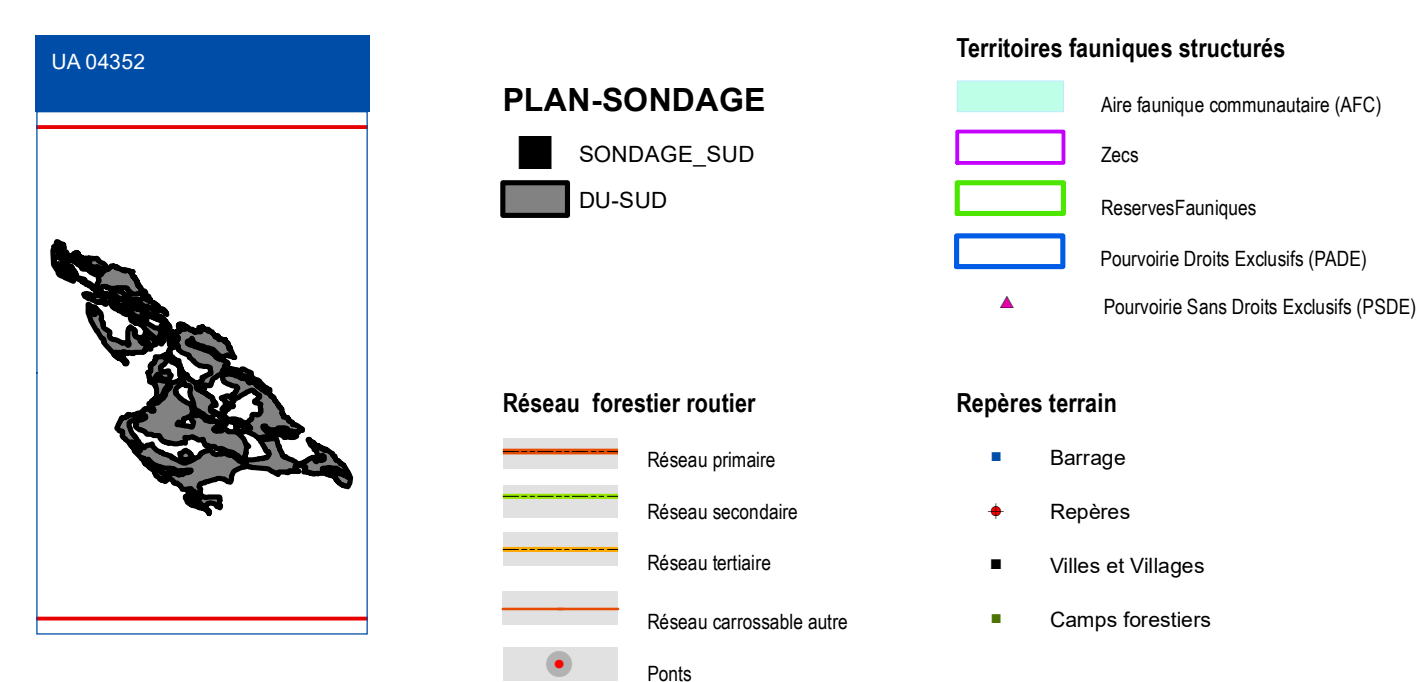 UA 04352
PLAN-SONDAGE
SONDAGE_SUD
DU-SUD
Territoires fauniques structurés
Aire faunique communautaire (AFC)
Zecs
ReservesFauniques
Pourvoirie Droits Exclusifs (PADE)
Pourvoirie Sans Droits Exclusifs (PSDE)
Réseau forestier routier
Réseau primaire
Réseau secondaire
Réseau tertiaire
Réseau carrossable autre
Ponts
Repères terrain
Barrage
Repères
Villes et Villages
Camps forestiers